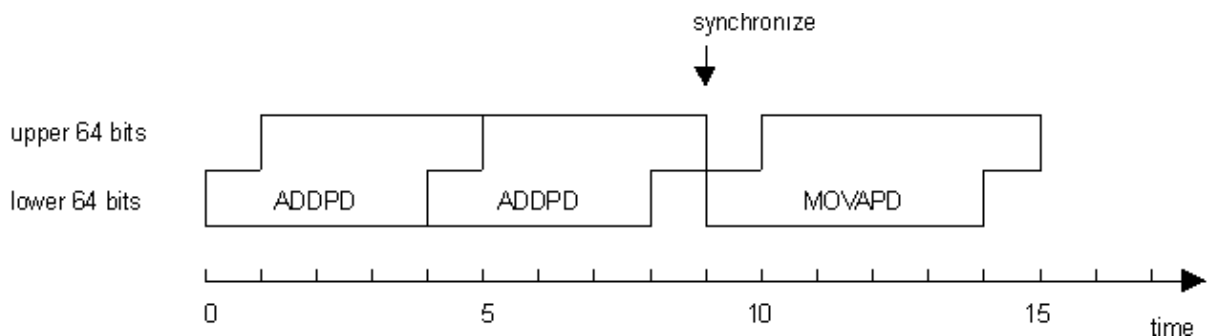 synchronize
upper 64 bits
lower 64 bits ADDPD ADDPD MOVAPD
0 5 10 15 time